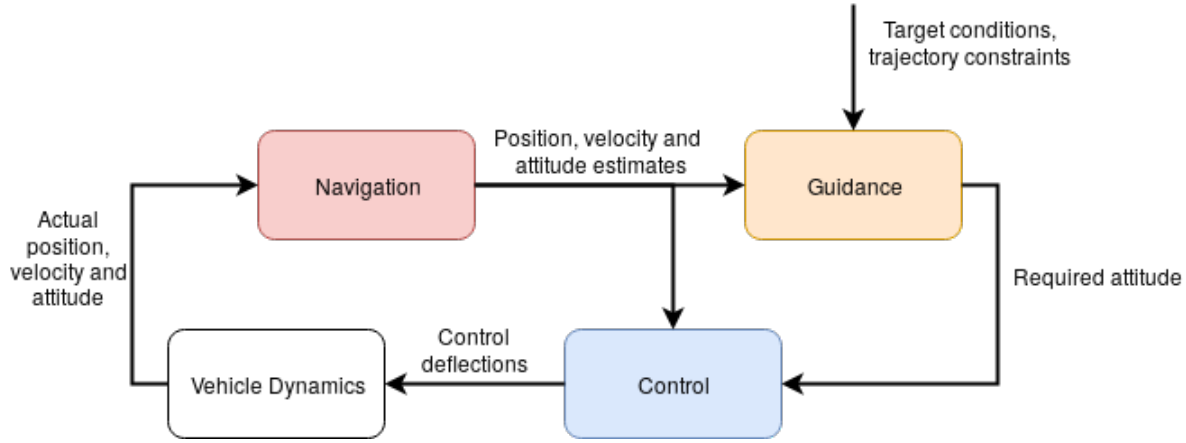 Target conditions,
trajectory constraints
Position, velocity and
attitude estimates
Navigation
Guidance
Actual
position,
velocity and
attitude
Required attitude
Control
deflections
Vehicle Dynamics
Control